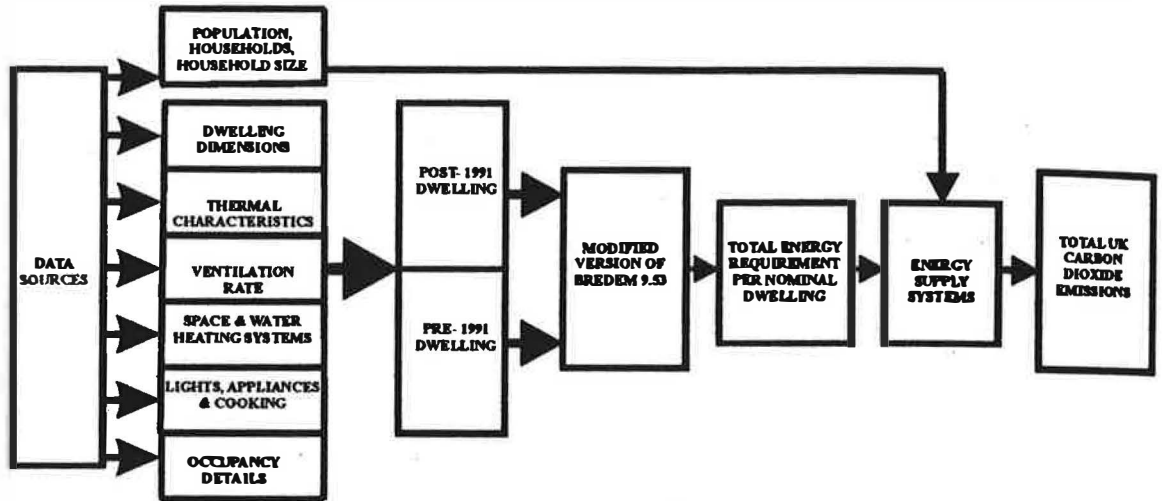 POPULATION,
HOUSEHOLDS,
HOUSEHOLD SIZE
DATA
SOURCES
DWELLING
DIMENSIONS
THERMAL
CHARACTERISTICS
VENTILATION
RATE
SPACE & WATER
HEATING SYSTEMS
LIGHTS, APPLIANCES
& COOKING
OCCUPANCY
DETAILS
POST- 1991
DWELLING
PRE- 1991
DWELLING
MODIFIED
VERSION OF
BREDEM 9.53
TOTAL ENERGY
REQUIREMENT
PER NOMINAL
DWELLING
ENERGY
SUPPLY
SYSTEMS
TOTAL UK
CARBON
DIOXIDE
EMISSIONS